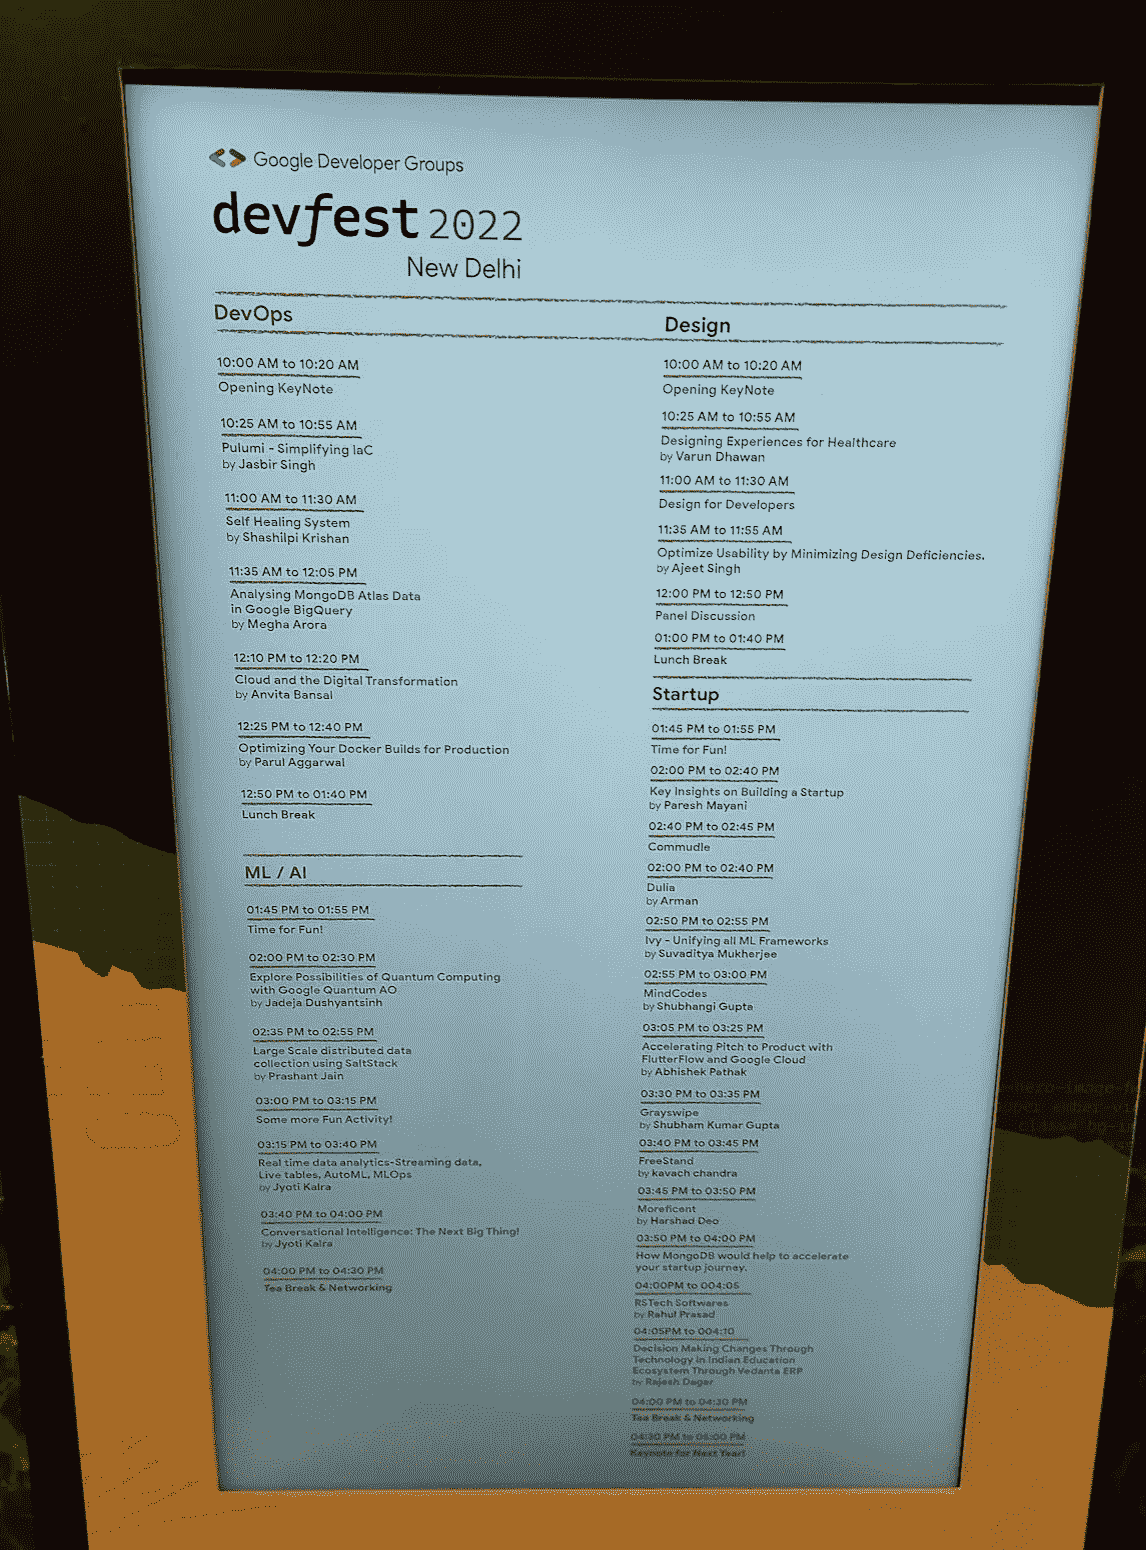 Google Developer Groups
devfest 2022
New Delhi
DevOps
10:00 AM to 10:20 AM
Opening KeyNote
10:25 AM to 10:55 AM
Pulumi - Simplifying IaC
by Jasbir Singh
11:00 AM to 11:30 AM
Self Healing System
by Shashilpi Krishan
11:35 AM to 12:05 PM
Analysing MongoDB Atlas Data
in Google BigQuery
by Megha Arora
12:10 PM to 12:20 PM
Cloud and the Digital Transformation
by Anvita Bansal
12:25 PM to 12:40 PM
Optimizing Your Docker Builds for Production
by Parul Aggarwal
12:50 PM to 01:40 PM
Lunch Break
ML / AI
01:45 PM to 01:55 PM
Time for Fun!
02:00 PM to 02:30 PM
Explore Possibilities of Quantum Computing
with Google Quantum AO
by Jadeja Dushyantsinh
02:35 PM to 02:55 PM
Large Scale distributed data
collection using SaltStack
by Prashant Jain
03:00 PM to 03:15 PM
Some more Fun Activity!
03:15 PM to 03:40 PM
Real time data analytics-Streaming data,
Live tables, AutoML, MLOps
by Jyoti Kalra
03:40 PM to 04:00 PM
Conversational Intelligence: The Next Big Thing!
by Jyoti Kalra
04:00 PM to 04:30 PM
Tea Break & Networking
Design
10:00 AM to 10:20 AM
Opening KeyNote
10:25 AM to 10:55 AM
Designing Experiences for Healthcare
by Varun Dhawan
11:00 AM to 11:30 AM
Design for Developers
11:35 AM to 11:55 AM
Optimize Usability by Minimizing Design Deficiencies.
by Ajeet Singh
12:00 PM to 12:50 PM
Panel Discussion
01:00 PM to 01:40 PM
Lunch Break
Startup
01:45 PM to 01:55 PM
Time for Fun!
02:00 PM to 02:40 PM
Key Insights on Building a Startup
by Paresh Mayani
02:40 PM to 02:45 PM
Commudle
02:00 PM to 02:40 PM
Dulia
by Arman
02:50 PM to 02:55 PM
Ivy - Unifying all ML Frameworks
by Suvaditya Mukherjee
02:55 PM to 03:00 PM
MindCodes
by Shubhangi Gupta
03:05 PM to 03:25 PM
Accelerating Pitch to Product with
FlutterFlow and Google Cloud
by Abhishek Pathak
03:30 PM to 03:35 PM
Grayswipe
by Shubham Kumar Gupta
03:40 PM to 03:45 PM
FreeStand
by kavach chandra
03:45 PM to 03:50 PM
Moreficent
by Harshad Deo
03:50 PM to 04:00 PM
How MongoDB would help to accelerate
your startup journey.
04:00PM to 004:05
RSTech Softwares
by Rahul Prasad
04:05PM to 004:10
Decision Making Changes Through
Technology in Indian Education
Ecosystem Through Vedanta ERP
by Rajesh Dagar
04:00 PM to 04:30 PM
Tea Break & Networking
04:30 PM to 05:00 PM
Keynote for Next Year!